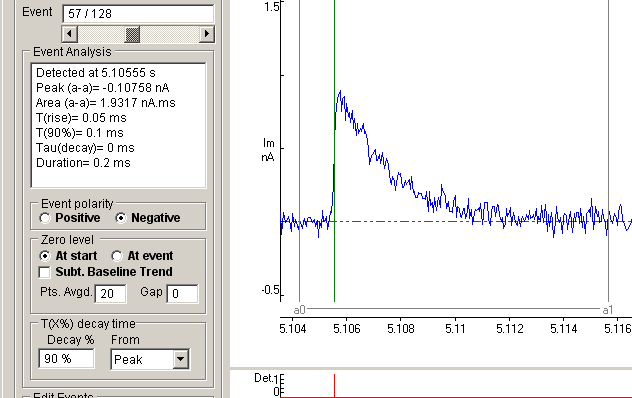 Event 57 / 128
Event Analysis
Detected at 5.10555 s
Peak (a-a)= -0.10758 nA
Area (a-a)= 1.9317 nA.ms
T(rise)= 0.05 ms
T(90%)= 0.1 ms
Tau(decay)= 0 ms
Duration= 0.2 ms
Event polarity
Positive Negative
Zero level
At start At event
Subt. Baseline Trend
Pts. Avgd. 20 Gap 0
T(X%) decay time
Decay % From
90 % Peak
Edit Events
1.5
Im
nA
-0.5
a0 a1
5.104 5.106 5.108 5.11 5.112 5.114 5.116
Det.1
0